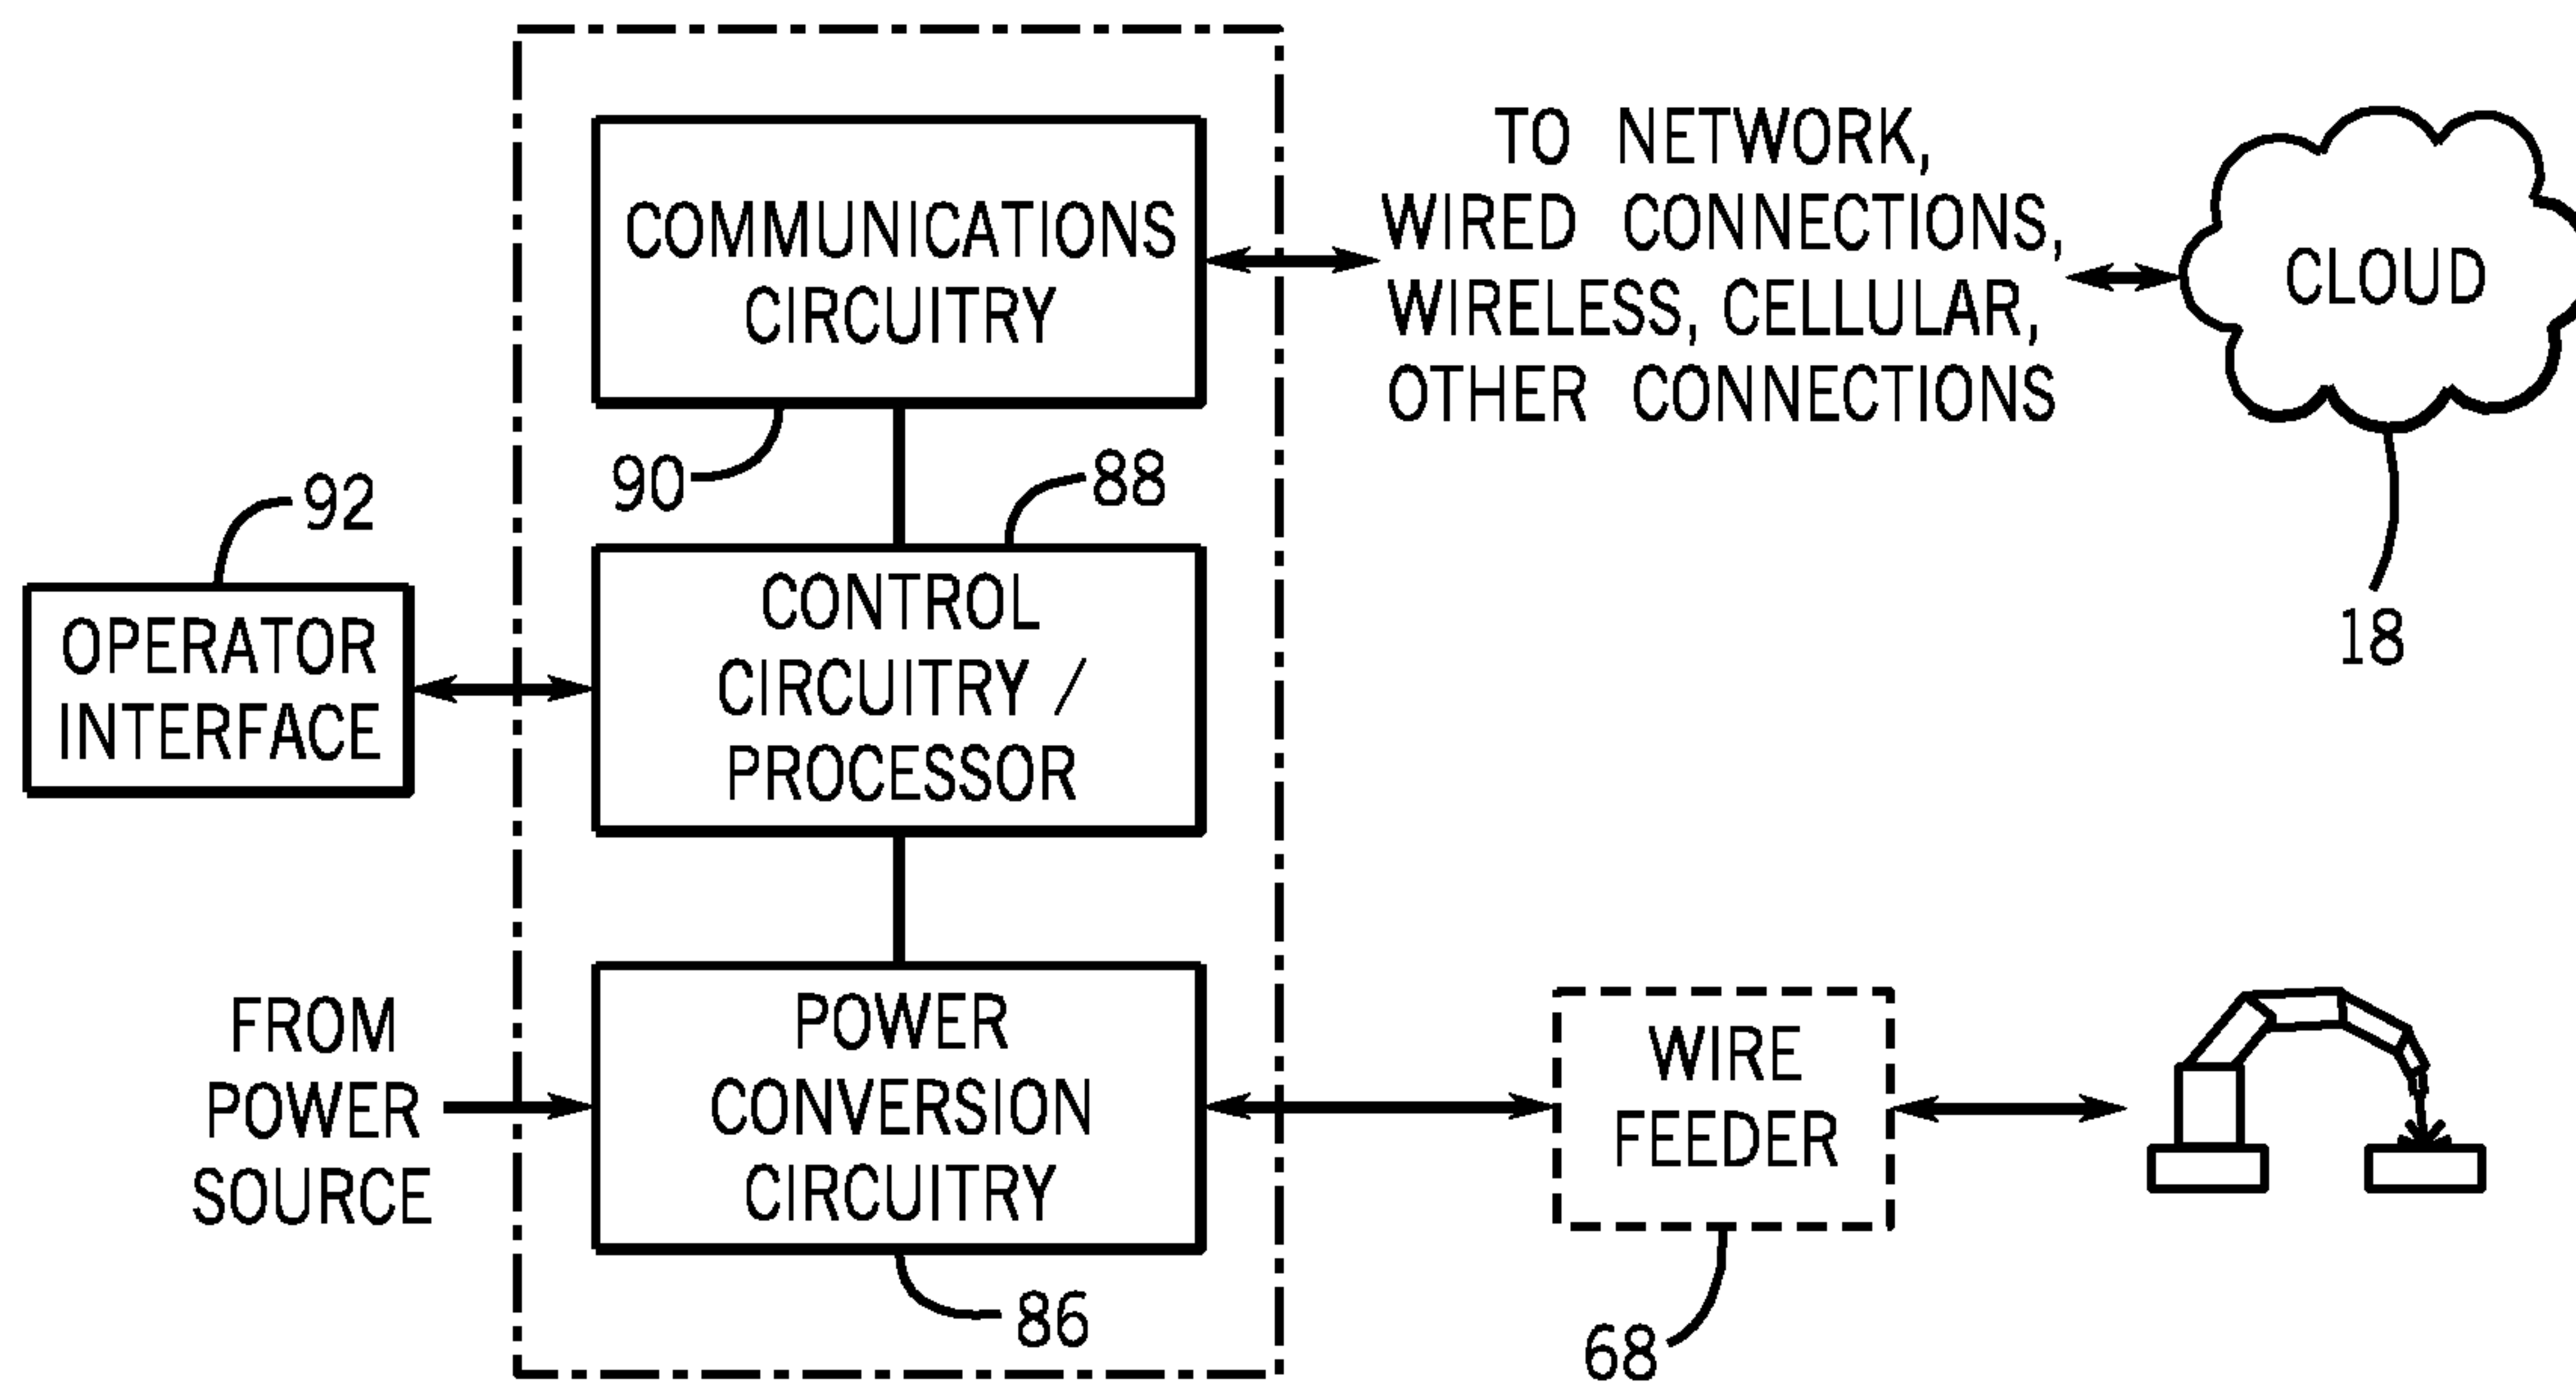 COMMUNICATIONS
CIRCUITRY
TO NETWORK,
WIRED CONNECTIONS,
WIRELESS, CELLULAR,
OTHER CONNECTIONS
CLOUD
90
88
92
18
OPERATOR
INTERFACE
CONTROL
CIRCUITRY /
PROCESSOR
FROM
POWER
SOURCE
POWER
CONVERSION
CIRCUITRY
WIRE
FEEDER
86
68